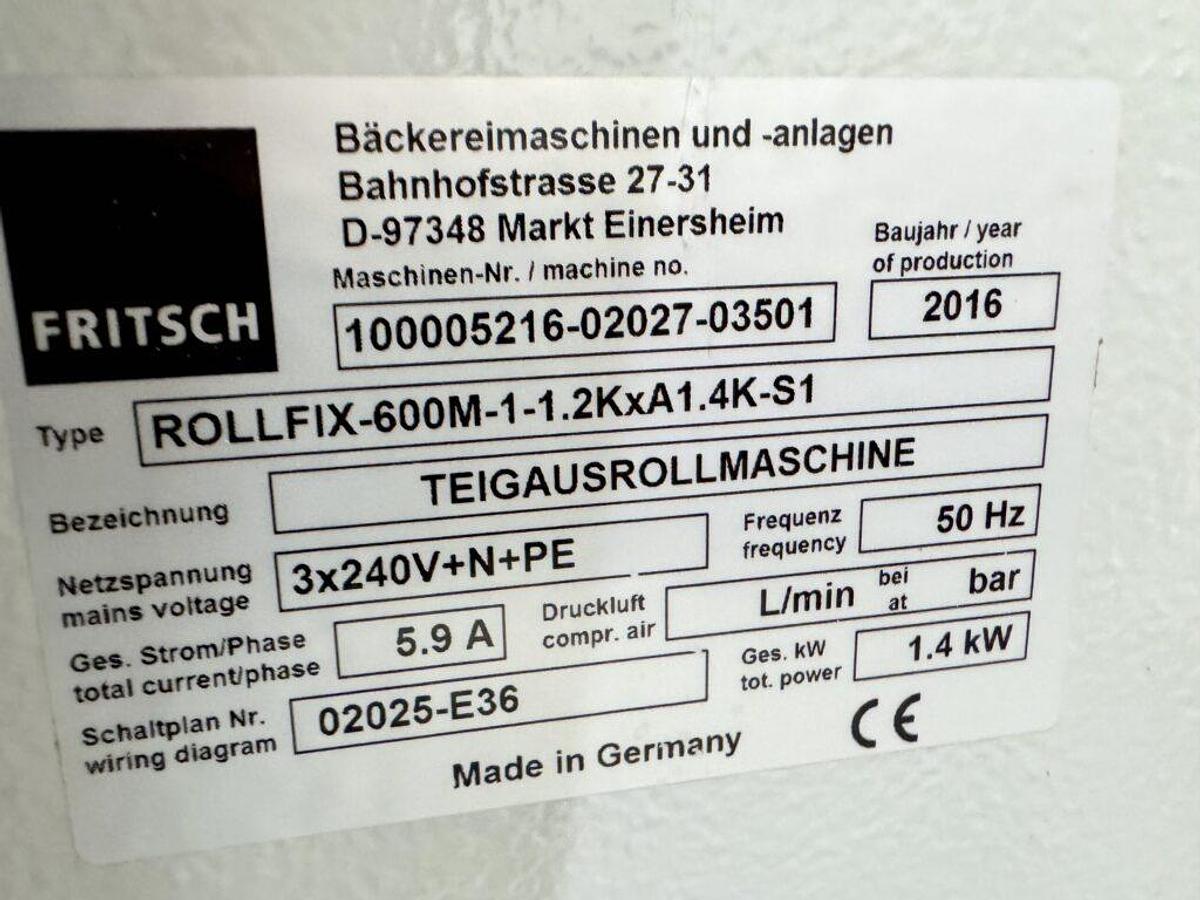 FRITSCH
Bäckereimaschinen und -anlagen
Bahnhofstrasse 27-31
D-97348 Markt Einersheim
Maschinen-Nr. / machine no.
100005216-02027-03501
Baujahr / year
of production
2016
Type ROLLFIX-600M-1-1.2KxA1.4K-S1
Bezeichnung TEIGAUSROLLMASCHINE
Netzspannung
mains voltage
3x240V+N+PE
Frequenz
frequency
50 Hz
Ges. Strom/Phase
total current/phase
5.9 A
Druckluft
compr. air
L/min bei
at
bar
Schaltplan Nr.
wiring diagram
02025-E36
Ges. kW
tot. power
1.4 kW
Made in Germany
CE